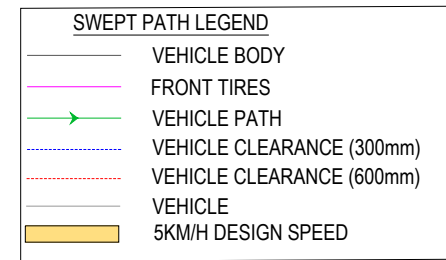 SWEPT PATH LEGEND
VEHICLE BODY
FRONT TIRES
VEHICLE PATH
VEHICLE CLEARANCE (300mm)
VEHICLE CLEARANCE (600mm)
VEHICLE
5KM/H DESIGN SPEED